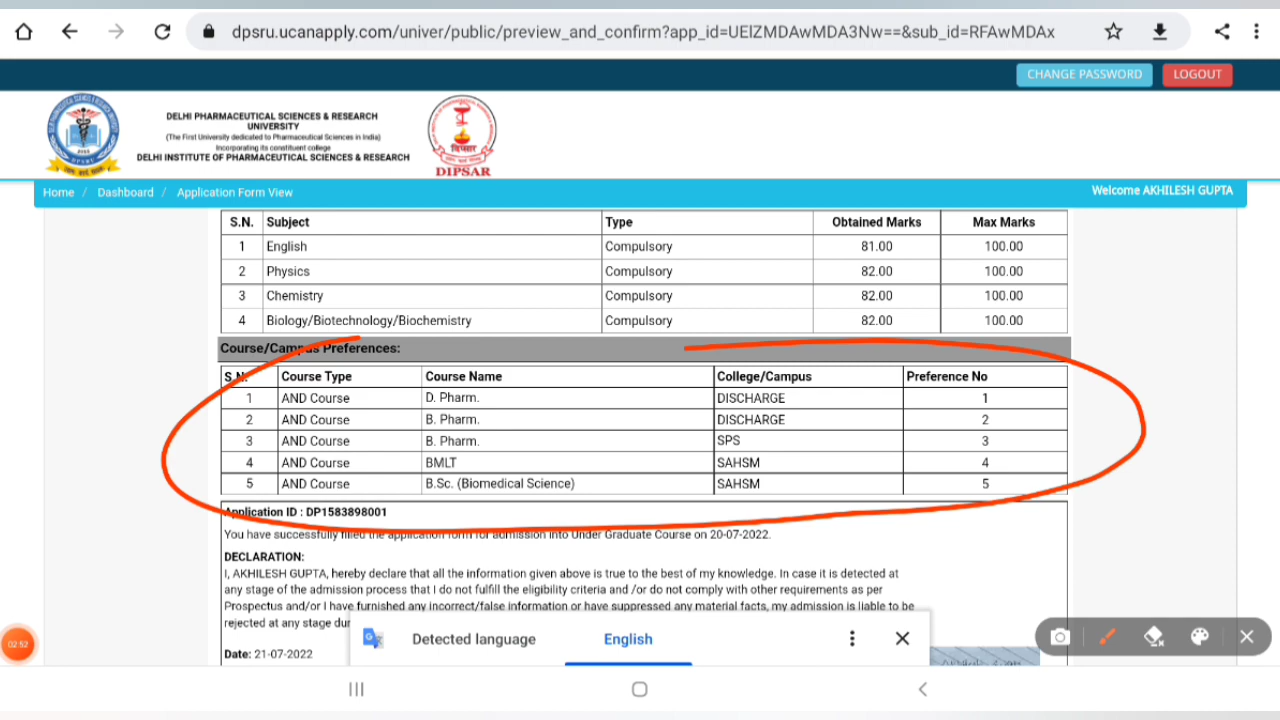 dpsru.ucanapply.com/univer/public/preview_and_confirm?app_id=UElZMDAwMDA3Nw==&sub_id=RFAwMDAx
CHANGE PASSWORD LOGOUT
DELHI PHARMACEUTICAL SCIENCES & RESEARCH
UNIVERSITY
(The First University dedicated to Pharmaceutical Sciences in India)
Incorporating its constituent college
DELHI INSTITUTE OF PHARMACEUTICAL SCIENCES & RESEARCH
DIPSAR
Home / Dashboard / Application Form View Welcome AKHILESH GUPTA
S.N. Subject Type Obtained Marks Max Marks
1 English Compulsory 81.00 100.00
2 Physics Compulsory 82.00 100.00
3 Chemistry Compulsory 82.00 100.00
4 Biology/Biotechnology/Biochemistry Compulsory 82.00 100.00
Course/Campus Preferences:
S.N. Course Type Course Name College/Campus Preference No
1 AND Course D. Pharm. DISCHARGE 1
2 AND Course B. Pharm. DISCHARGE 2
3 AND Course B. Pharm. SPS 3
4 AND Course BMLT SAHSM 4
5 AND Course B.Sc. (Biomedical Science) SAHSM 5
Application ID : DP1583898001
You have successfully filled the application form for admission into Under Graduate Course on 20-07-2022.
DECLARATION:
I, AKHILESH GUPTA, hereby declare that all the information given above is true to the best of my knowledge. In case it is detected at
any stage of the admission process that I do not fulfill the eligibility criteria and /or do not comply with other requirements as per
Prospectus and/or I have furnished any incorrect/false information or have suppressed any material facts, my admission is liable to be
rejected at any stage dur
Detected language English
02:52
Date: 21-07-2022